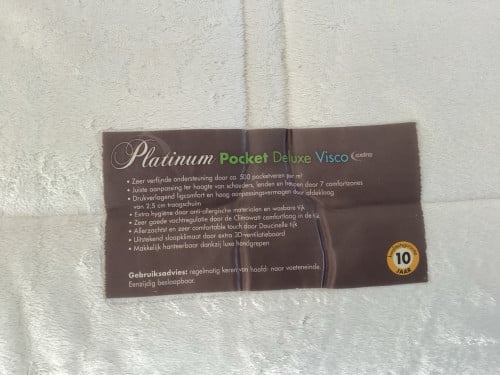 Platinum Pocket Deluxe Visco
• Zeer verfijnde ondersteuning door ca. 500 pocketveren per m²
• Juiste aanpassing ter hoogte van schouders, lenden en heupen door 7 comfortzones
• Drukverlagend ligcomfort en hoog aanpassingsvermogen door afdeklaag
van 2,5 cm traagschuim
• Extra hygiëne door anti-allergische materialen en wasbare tijk
• Zeer goede vochtregulatie door de Climawatt comfortlaag in de tijk
• Allerzachtst en zeer comfortable touch door Doucinelle tijk
• Uitstekend slaapklimaat door extra 3D-ventilatieboord
• Makkelijk hanteerbaar dankzij luxe handgrepen
Gebruiksadvies: regelmatig keren van hoofd- naar voeteneinde.
Eenzijdig beslaapbaar.
10
JAAR